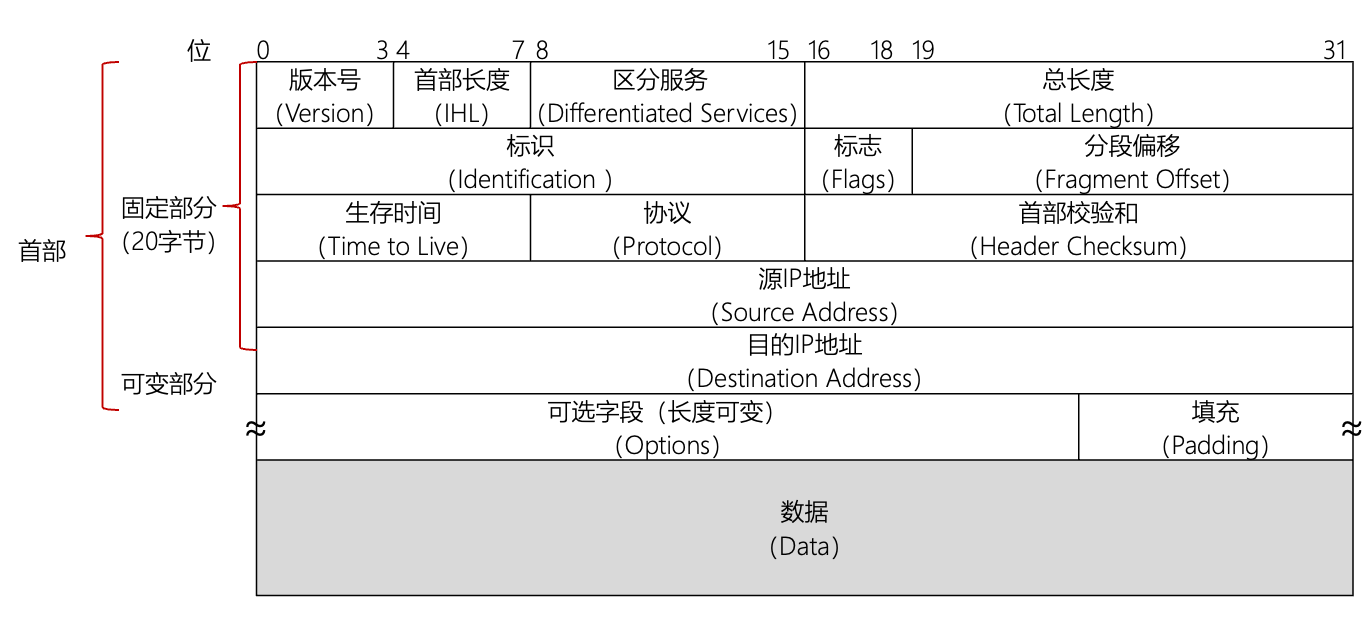 位 0 3 4 7 8 15 16 18 19 31
版本号 首部长度 区分服务 总长度
(Version) (IHL) (Differentiated Services) (Total Length)
标识 标志 分段偏移
(Identification ) (Flags) (Fragment Offset)
固定部分 生存时间 协议 首部校验和
(20字节) (Time to Live) (Protocol) (Header Checksum)
首部
源IP地址
(Source Address)
目的IP地址
可变部分 (Destination Address)
可选字段（长度可变） 填充
≈ ≈
(Options) (Padding)
数据
(Data)